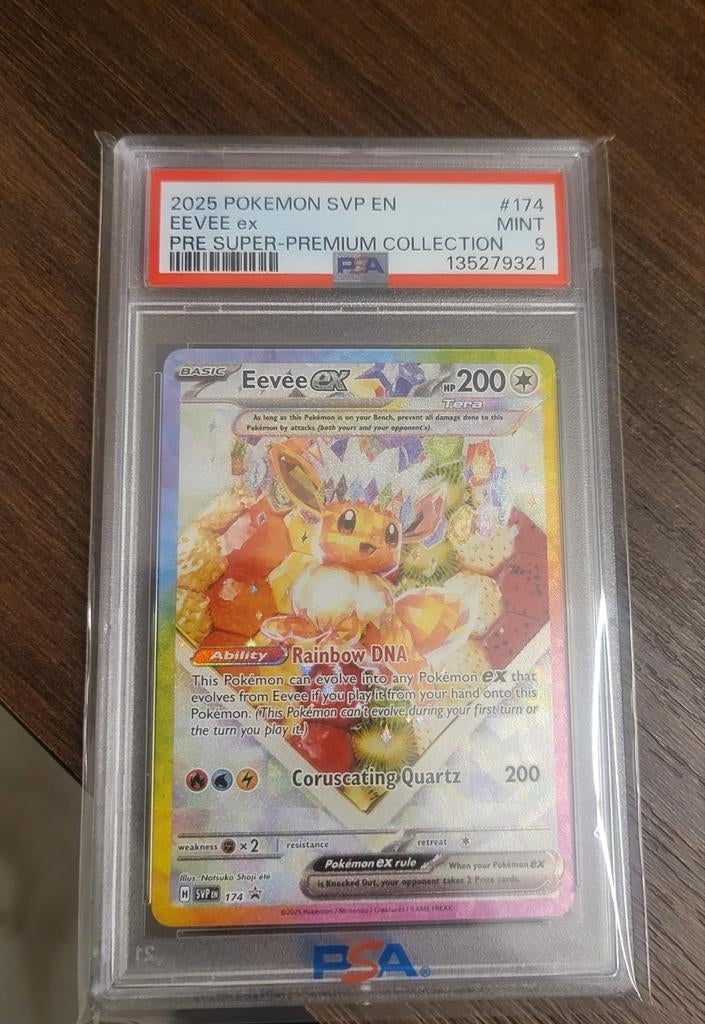 2025 POKEMON SVP EN #174
EEVEE ex MINT
PRE SUPER-PREMIUM COLLECTION 9
PSA 135279321
BASIC Eevee ex HP 200
Tera
As long as this Pokémon is on your Bench, prevent all damage done to this
Pokémon by attacks (both yours and your opponent's).
Ability Rainbow DNA
This Pokémon can evolve into any Pokémon ex that
evolves from Eevee if you play it from your hand onto this
Pokémon. (This Pokémon can't evolve during your first turn or
the turn you play it.)
Coruscating Quartz 200
weakness ×2 resistance retreat
Pokémon ex rule When your Pokémon ex
is Knocked Out, your opponent takes 2 Prize cards.
Illus. Natsuko Shoji été
H SVP EN 174
©2025 Pokémon / Nintendo / Creatures / GAME FREAK
PSA®